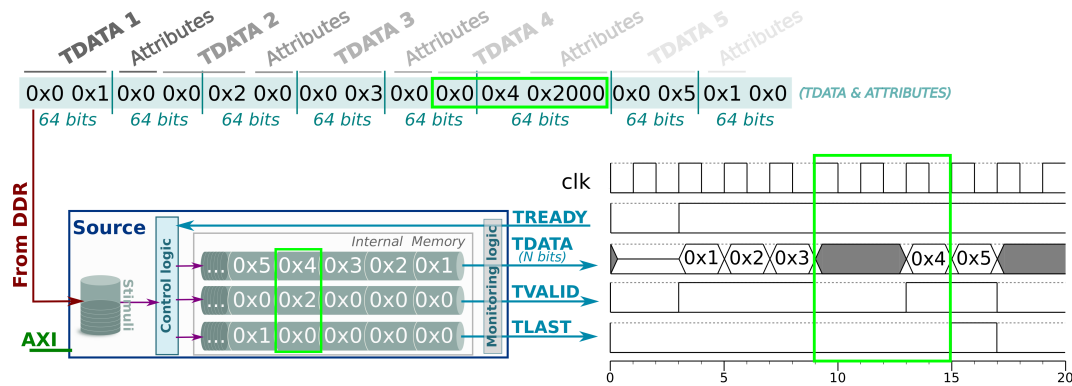 TDATA 1 Attributes TDATA 2 Attributes TDATA 3 Attributes TDATA 4 Attributes TDATA 5 Attributes
0x0 0x1 0x0 0x0 0x2 0x0 0x0 0x3 0x0 0x0 0x4 0x2000 0x0 0x5 0x1 0x0 (TDATA & ATTRIBUTES)
64 bits 64 bits 64 bits 64 bits 64 bits 64 bits 64 bits 64 bits
From DDR
AXI
Source
Stimuli
Control logic
Internal Memory
... 0x5 0x4 0x3 0x2 0x1
... 0x0 0x2 0x0 0x0 0x0
... 0x1 0x0 0x0 0x0 0x0
Monitoring logic
TREADY
TDATA
(N bits)
TVALID
TLAST
clk
0x1 0x2 0x3 0x4 0x5
0 5 10 15 20